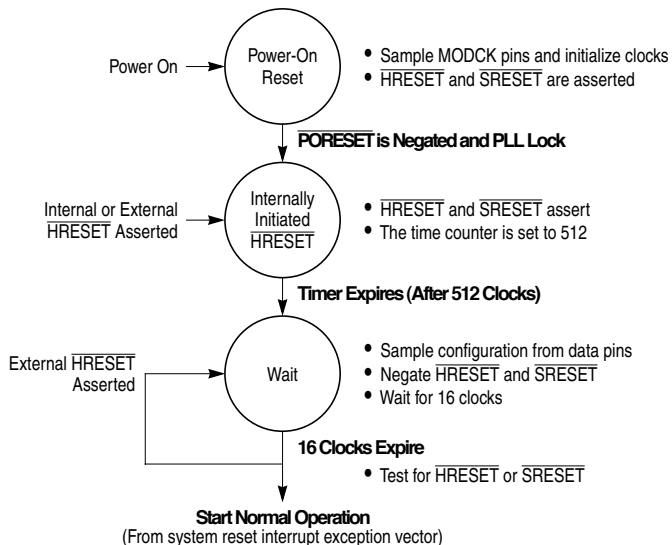 Power On
Power-On
Reset
• Sample MODCK pins and initialize clocks
• HRESET and SRESET are asserted
PORESET is Negated and PLL Lock
Internal or External
HRESET Asserted
Internally
Initiated
HRESET
• HRESET and SRESET assert
• The time counter is set to 512
Timer Expires (After 512 Clocks)
External HRESET
Asserted
Wait
• Sample configuration from data pins
• Negate HRESET and SRESET
• Wait for 16 clocks
16 Clocks Expire
• Test for HRESET or SRESET
Start Normal Operation
(From system reset interrupt exception vector)